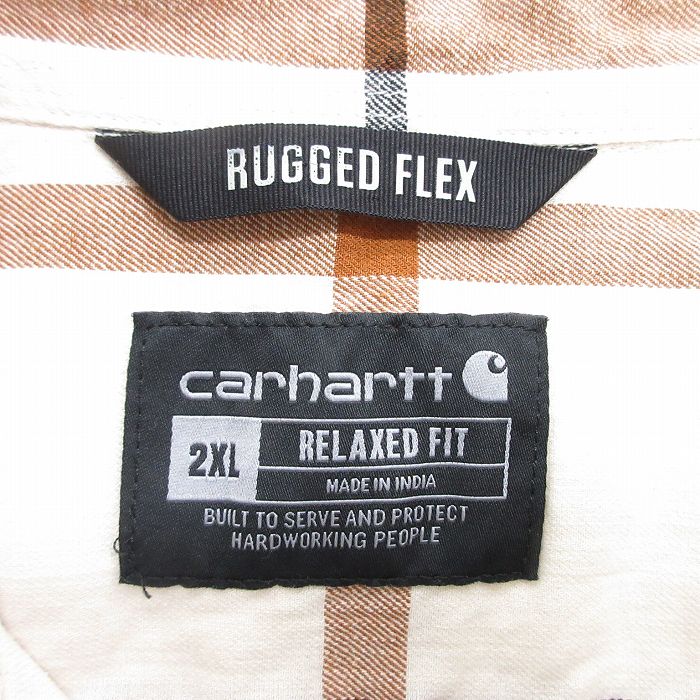 RUGGED FLEX
carhartt
2XL RELAXED FIT
MADE IN INDIA
BUILT TO SERVE AND PROTECT
HARDWORKING PEOPLE